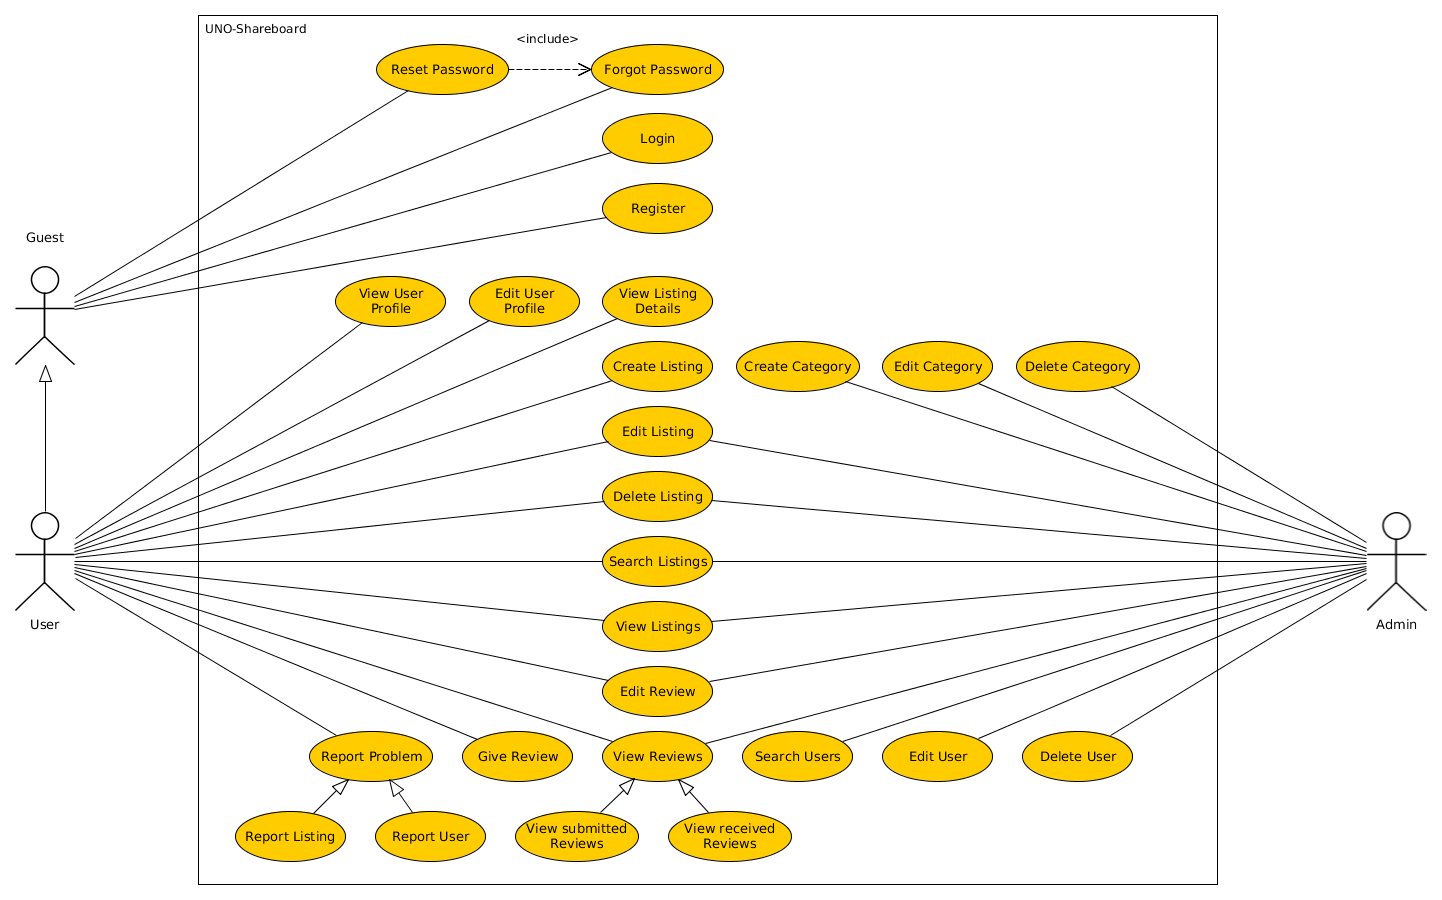 UNO-Shareboard
<include>
Reset Password
Forgot Password
Login
Register
Guest
View User
Profile
Edit User
Profile
View Listing
Details
Create Listing
Create Category
Edit Category
Delete Category
Edit Listing
Delete Listing
Search Listings
User
Admin
View Listings
Edit Review
Report Problem
Give Review
View Reviews
Search Users
Edit User
Delete User
Report Listing
Report User
View submitted
Reviews
View received
Reviews